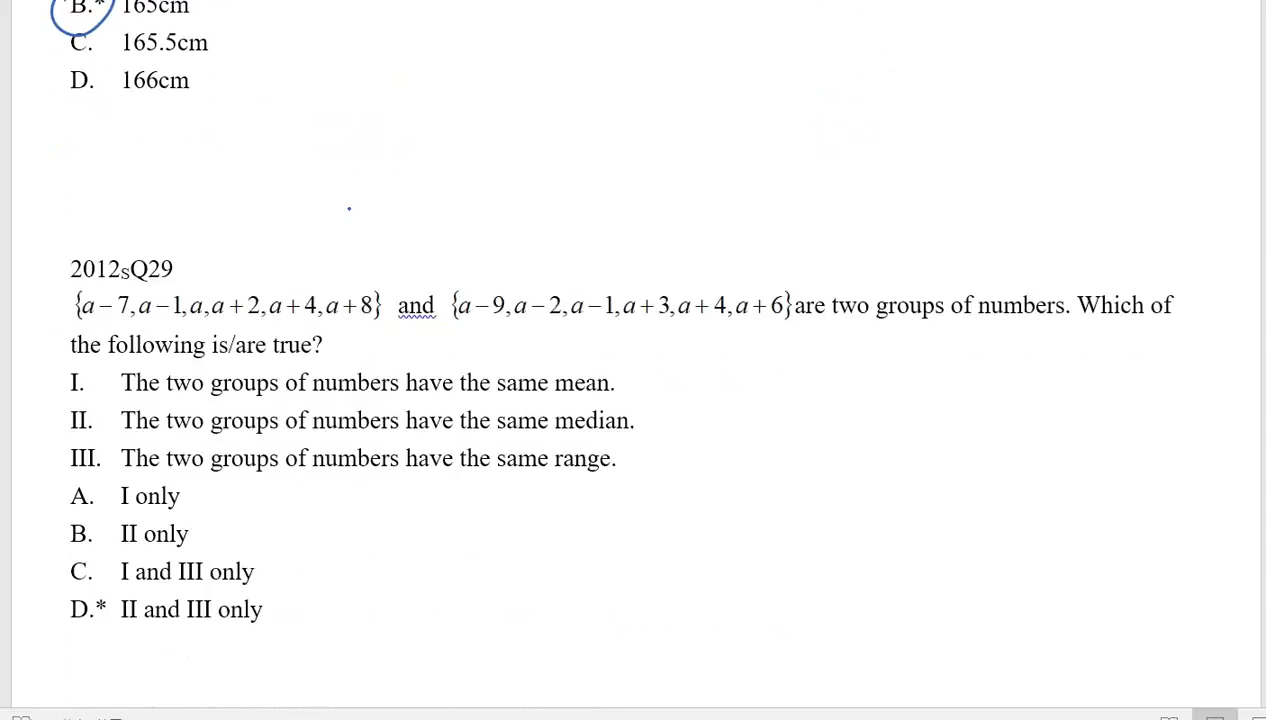 B.* 165cm
C. 165.5cm
D. 166cm
2012sQ29
{a−7,a−1,a,a+2,a+4,a+8} and {a−9,a−2,a−1,a+3,a+4,a+6}are two groups of numbers. Which of
the following is/are true?
I. The two groups of numbers have the same mean.
II. The two groups of numbers have the same median.
III. The two groups of numbers have the same range.
A. I only
B. II only
C. I and III only
D.* II and III only